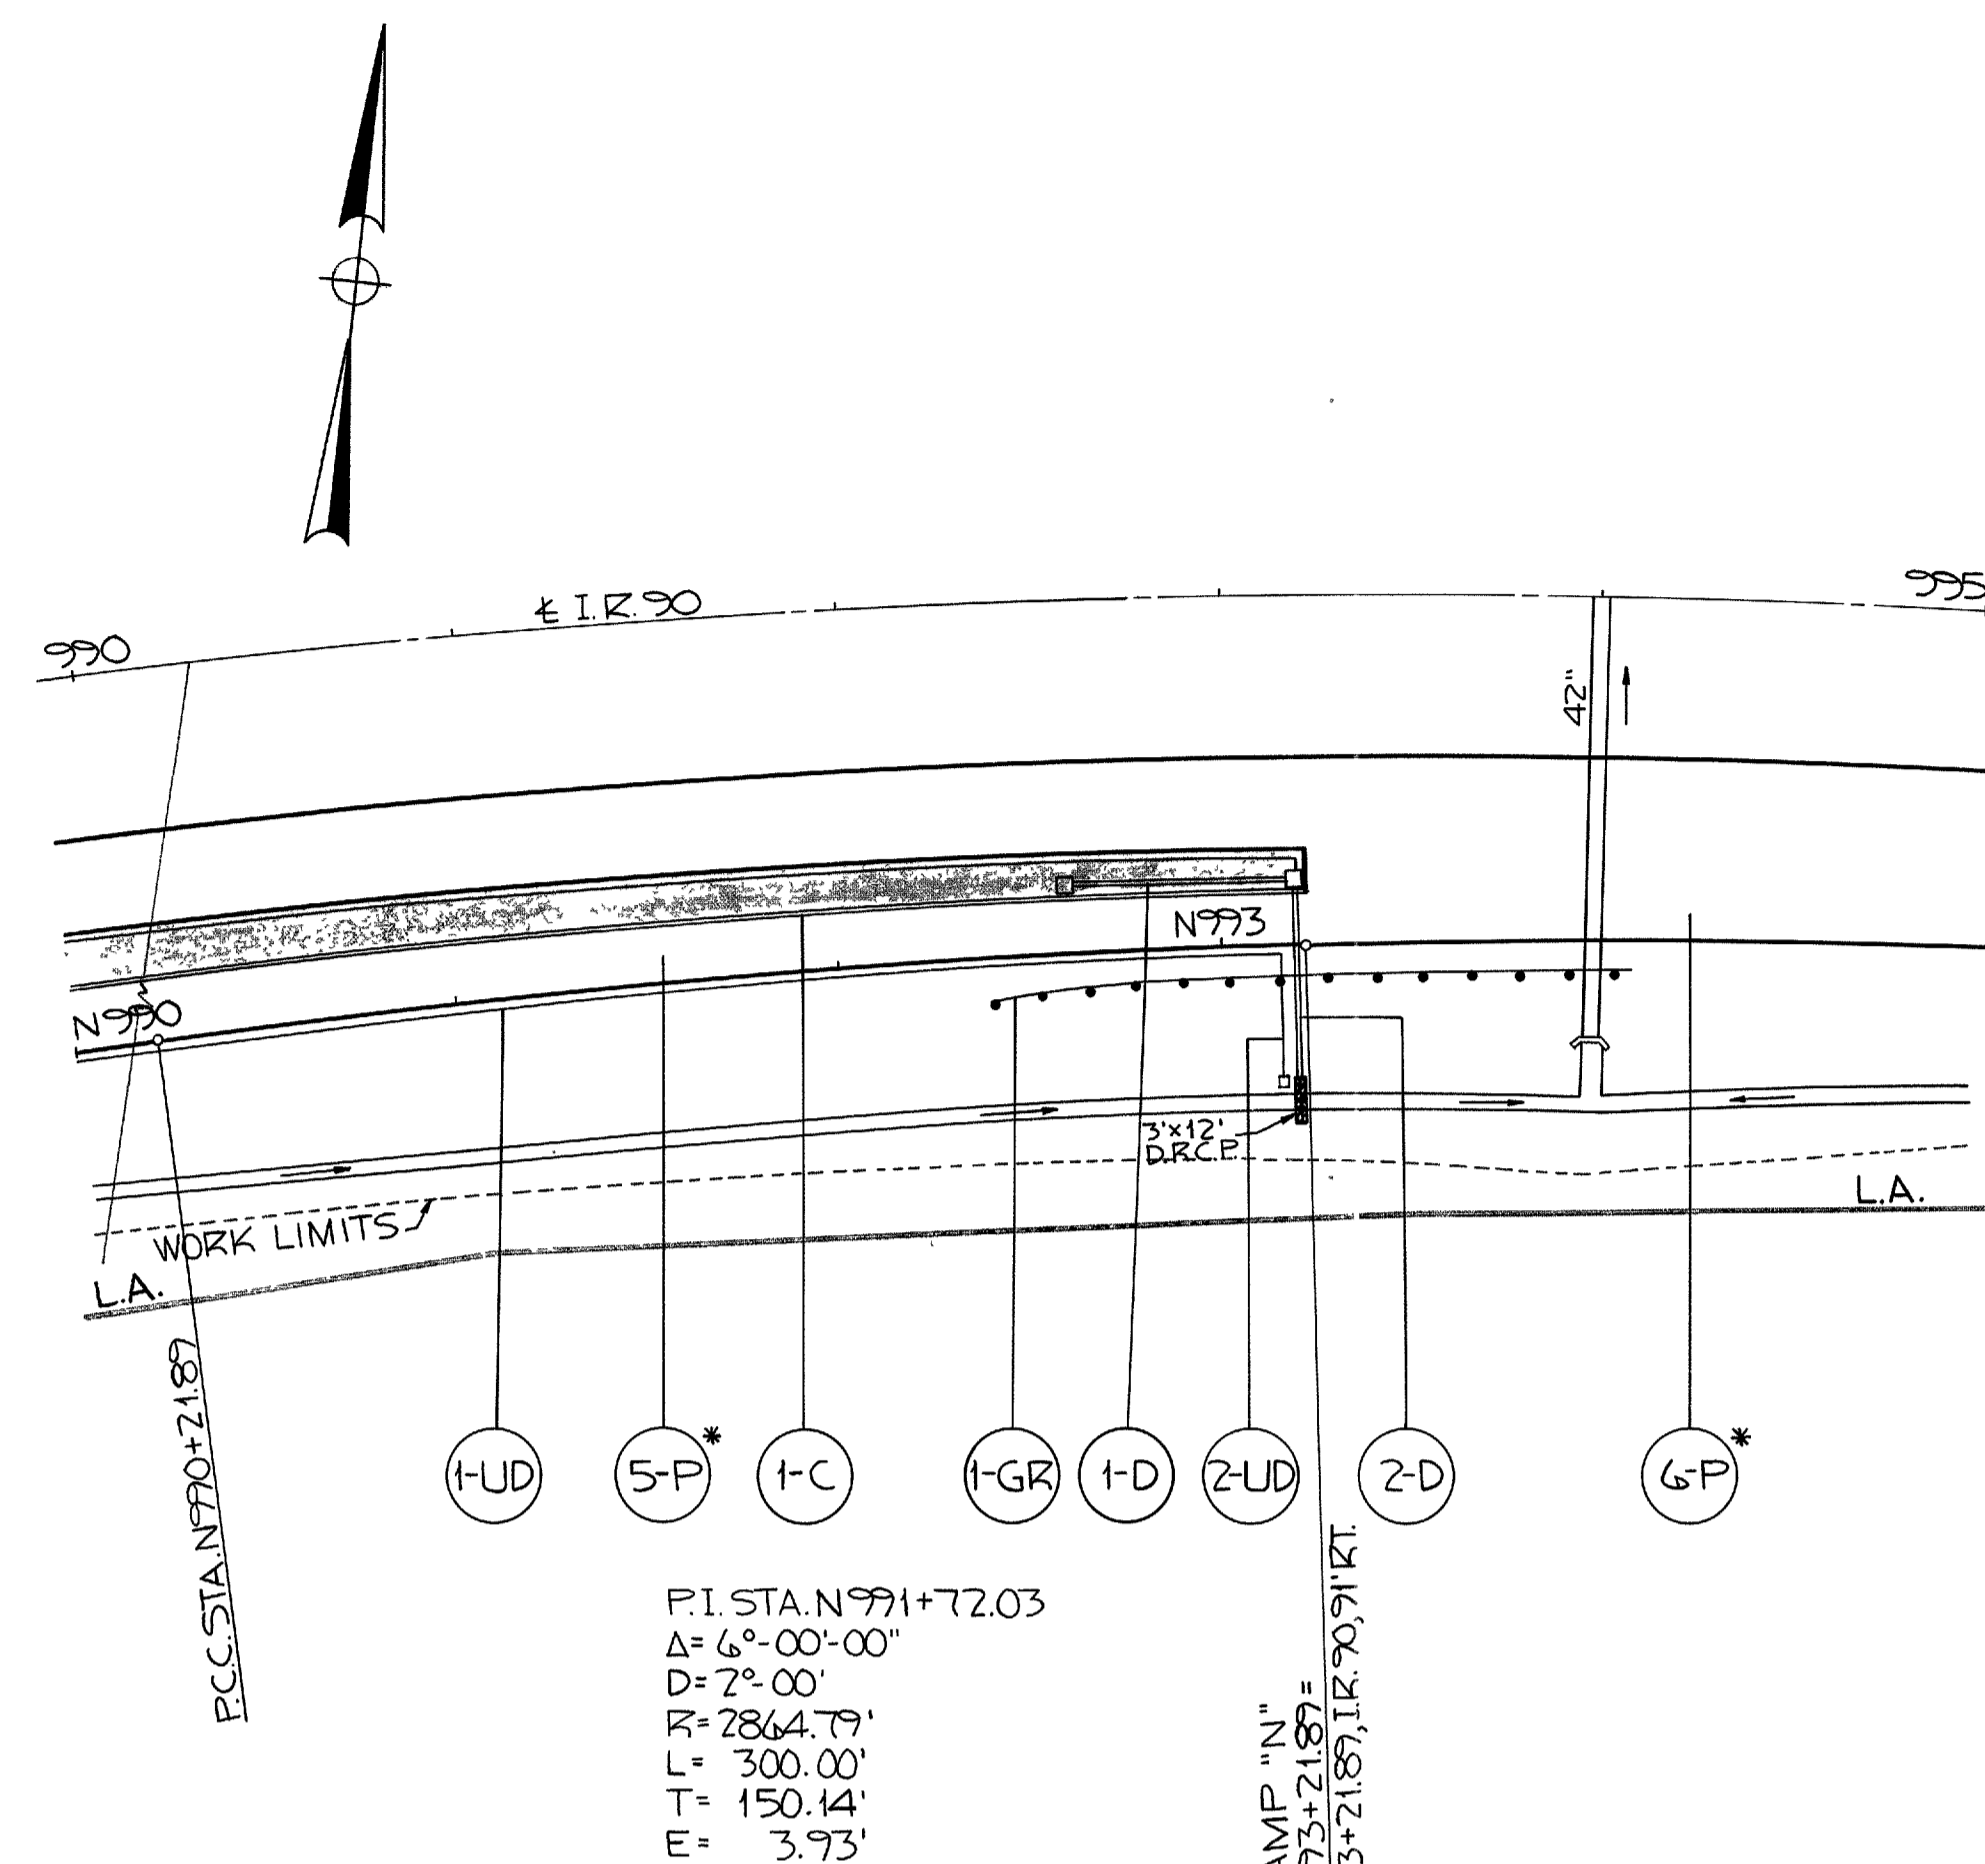 ℄ I.R. 90
990
995
42"
N993
N990
3'x12'
D.R.C.P.
WORK LIMITS
L.A.
L.A.
P.C.C. STA. N990+21.89
1-UD
5-P*
1-C
1-GR
1-D
2-UD
2-D
6-P*
P.I. STA. N991+72.03
Δ= 6°-00'-00"
D= 2°-00'
R= 2864.79'
L= 300.00'
T= 150.14'
E= 3.93'
AMP "N"
93+21.89=
3+21.89, I.R. 90, 91' RT.